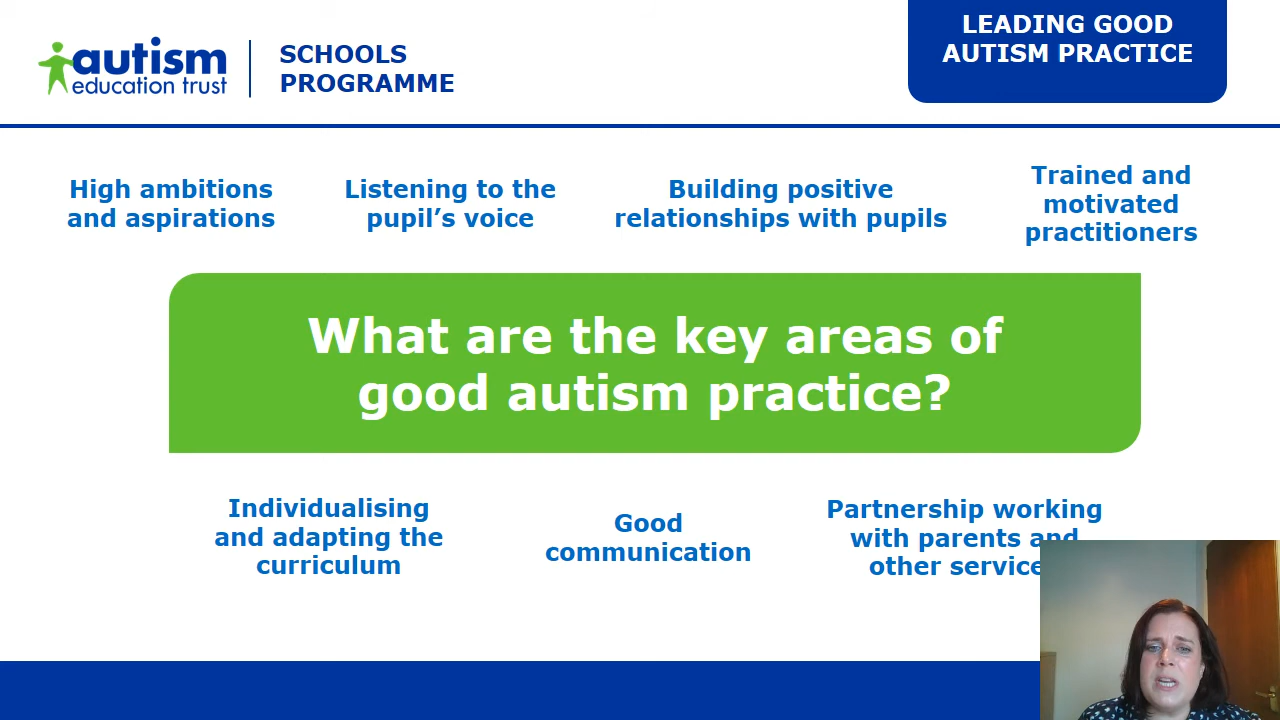 autism
education trust
SCHOOLS
PROGRAMME
LEADING GOOD
AUTISM PRACTICE
High ambitions
and aspirations
Listening to the
pupil’s voice
Building positive
relationships with pupils
Trained and
motivated
practitioners
What are the key areas of
good autism practice?
Individualising
and adapting the
curriculum
Good
communication
Partnership working
with parents and
other service